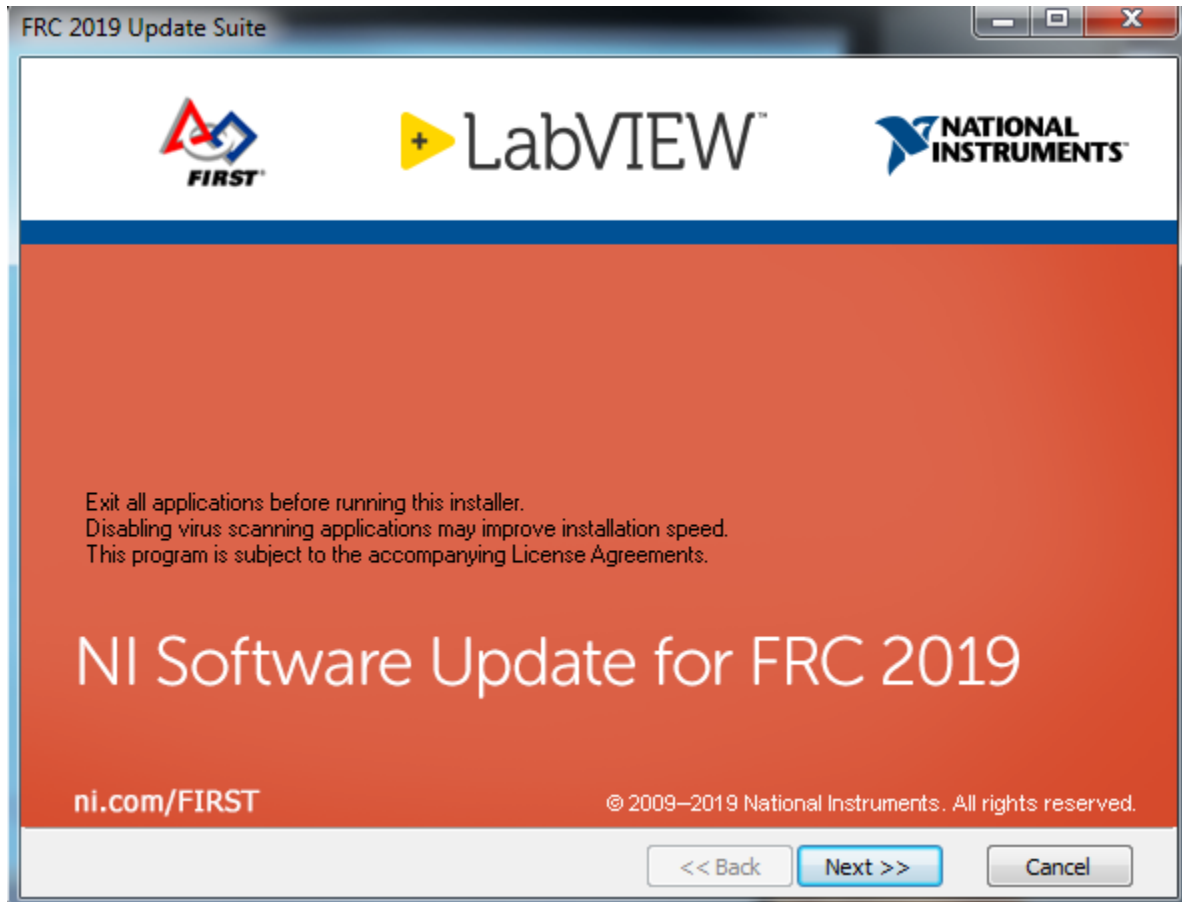 FRC 2019 Update Suite
FIRST
LabVIEW™
NATIONAL
INSTRUMENTS™
Exit all applications before running this installer.
Disabling virus scanning applications may improve installation speed.
This program is subject to the accompanying License Agreements.
NI Software Update for FRC 2019
ni.com/FIRST
© 2009–2019 National Instruments. All rights reserved.
<< Back
Next >>
Cancel